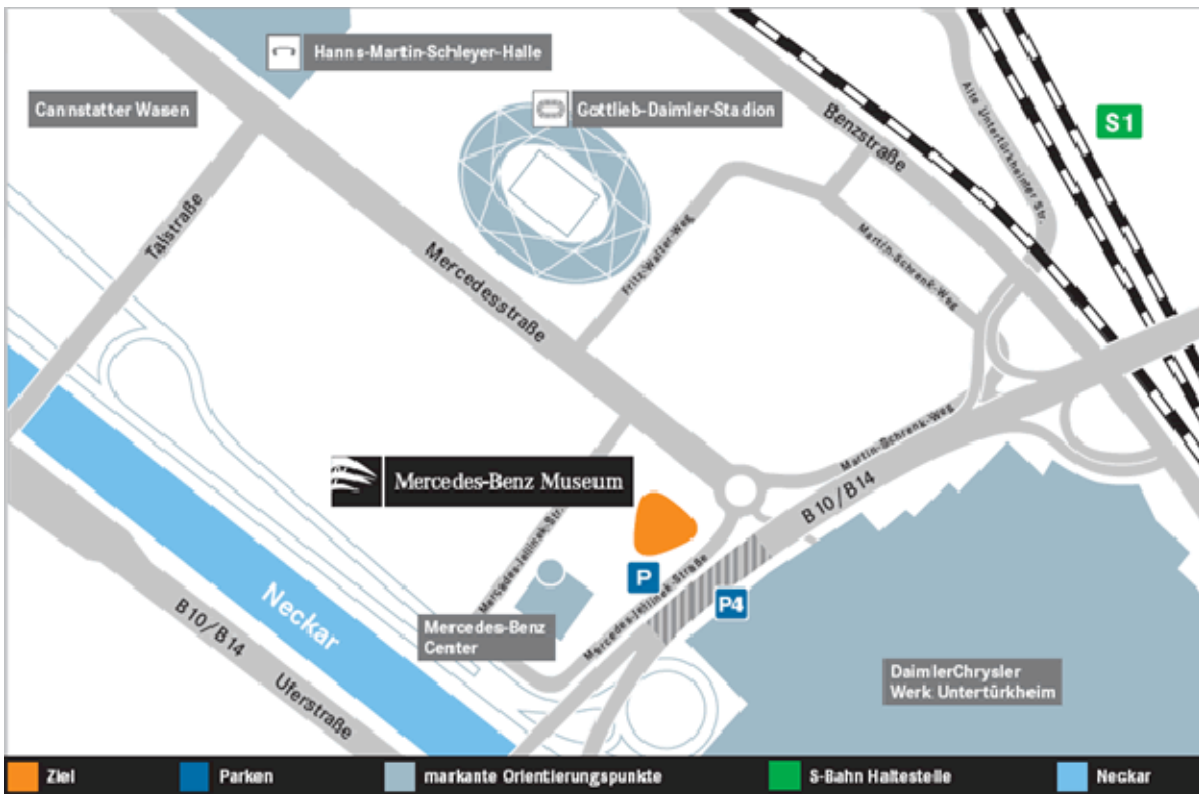 Hanns-Martin-Schleyer-Halle
Cannstatter Wasen
Gottlieb-Daimler-Stadion
S1
Benzstraße
Alte Untertürkheimer Str.
Talstraße
Mercedesstraße
Fritz-Walter-Weg
Martin-Schrenk-Weg
Martin-Schrenk-Weg
Mercedes-Benz Museum
B10/B14
Mercedes-Jellinek-Str.
P
Mercedes-Jellinek-Straße
P4
Neckar
B10/B14
Uferstraße
Mercedes-Benz
Center
DaimlerChrysler
Werk Untertürkheim
Ziel
Parken
markante Orientierungspunkte
S-Bahn Haltestelle
Neckar